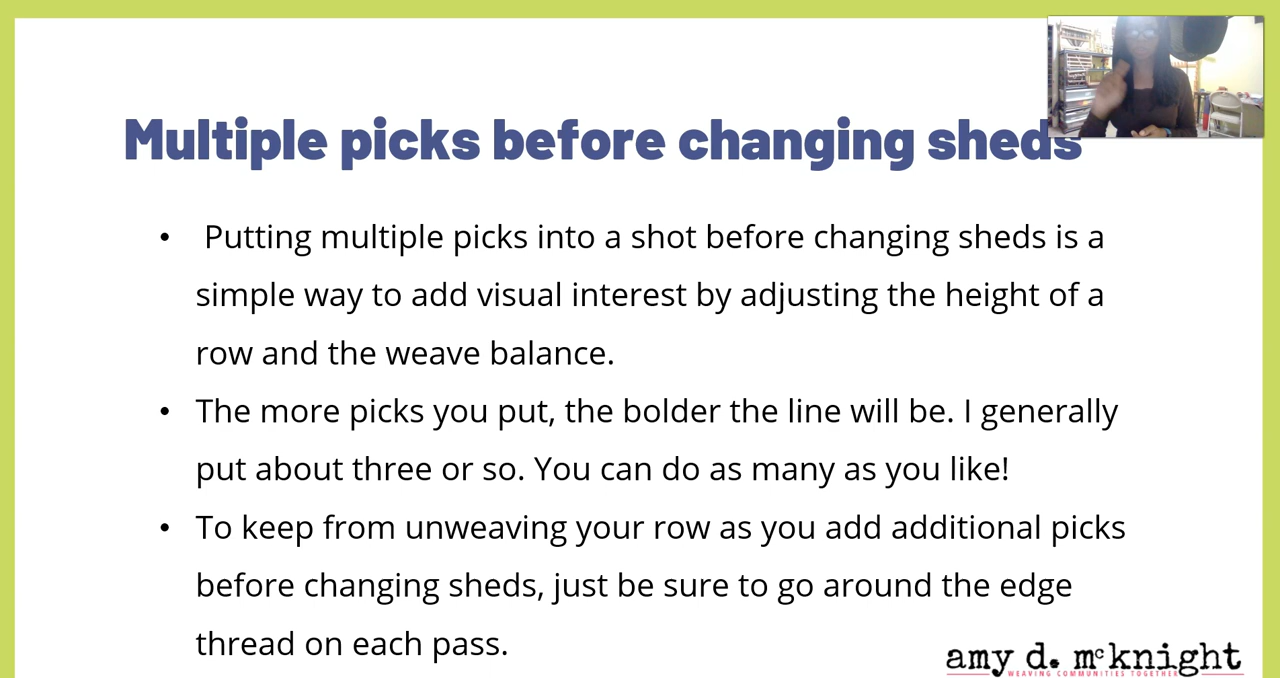 Multiple picks before changing sheds
• Putting multiple picks into a shot before changing sheds is a
simple way to add visual interest by adjusting the height of a
row and the weave balance.
• The more picks you put, the bolder the line will be. I generally
put about three or so. You can do as many as you like!
• To keep from unweaving your row as you add additional picks
before changing sheds, just be sure to go around the edge
thread on each pass.
amy d. mcknight
WEAVING COMMUNITIES TOGETHER